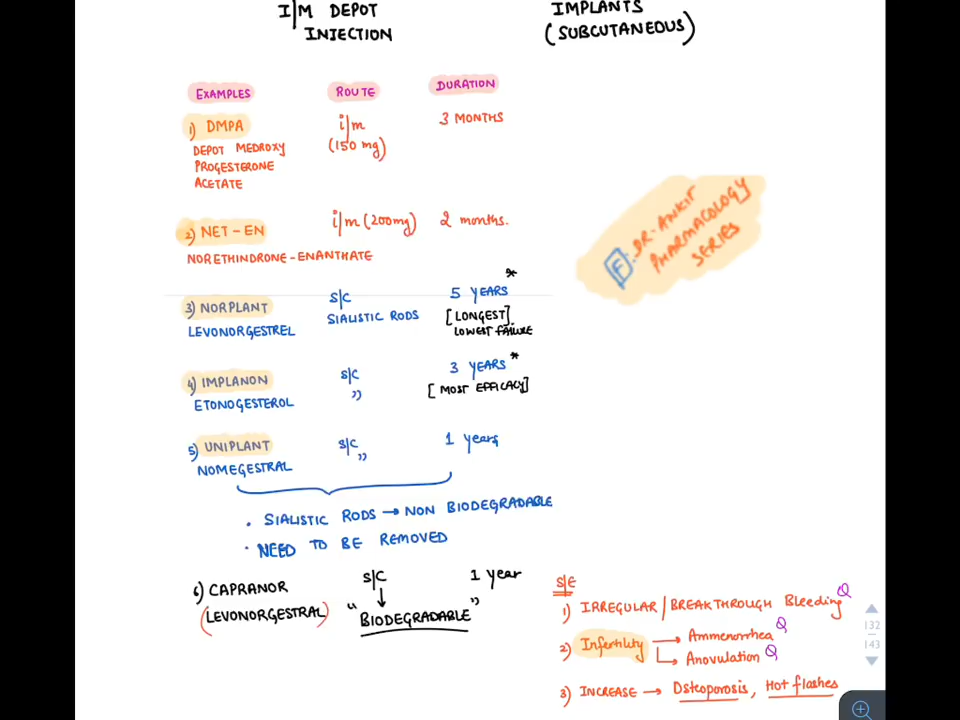 I/M DEPOT
INJECTION
IMPLANTS
(SUBCUTANEOUS)
EXAMPLES ROUTE DURATION
1) DMPA i/m 3 MONTHS
DEPOT MEDROXY (150 mg)
PROGESTERONE
ACETATE
DR-ANKIT
PHARMACOLOGY
SERIES
2) NET-EN i/m (200mg) 2 months.
NORETHINDRONE-ENANTHATE
3) NORPLANT S/C 5 YEARS *
LEVONORGESTREL SIALISTIC RODS [LONGEST]
LOWEST FAILURE
4) IMPLANON S/C 3 YEARS *
ETONOGESTEROL " [MOST EFFICACY]
5) UNIPLANT S/C 1 years
NOMEGESTRAL "
• SIALISTIC RODS → NON BIODEGRADABLE
• NEED TO BE REMOVED
6) CAPRANOR S/C 1 year
(LEVONORGESTRAL) "BIODEGRADABLE"
S/E
1) IRREGULAR/BREAKTHROUGH Bleeding Q
2) Infertility → Ammenorrhea Q
→ Anovulation Q
3) INCREASE → Osteoporosis, Hot flashes
132
143